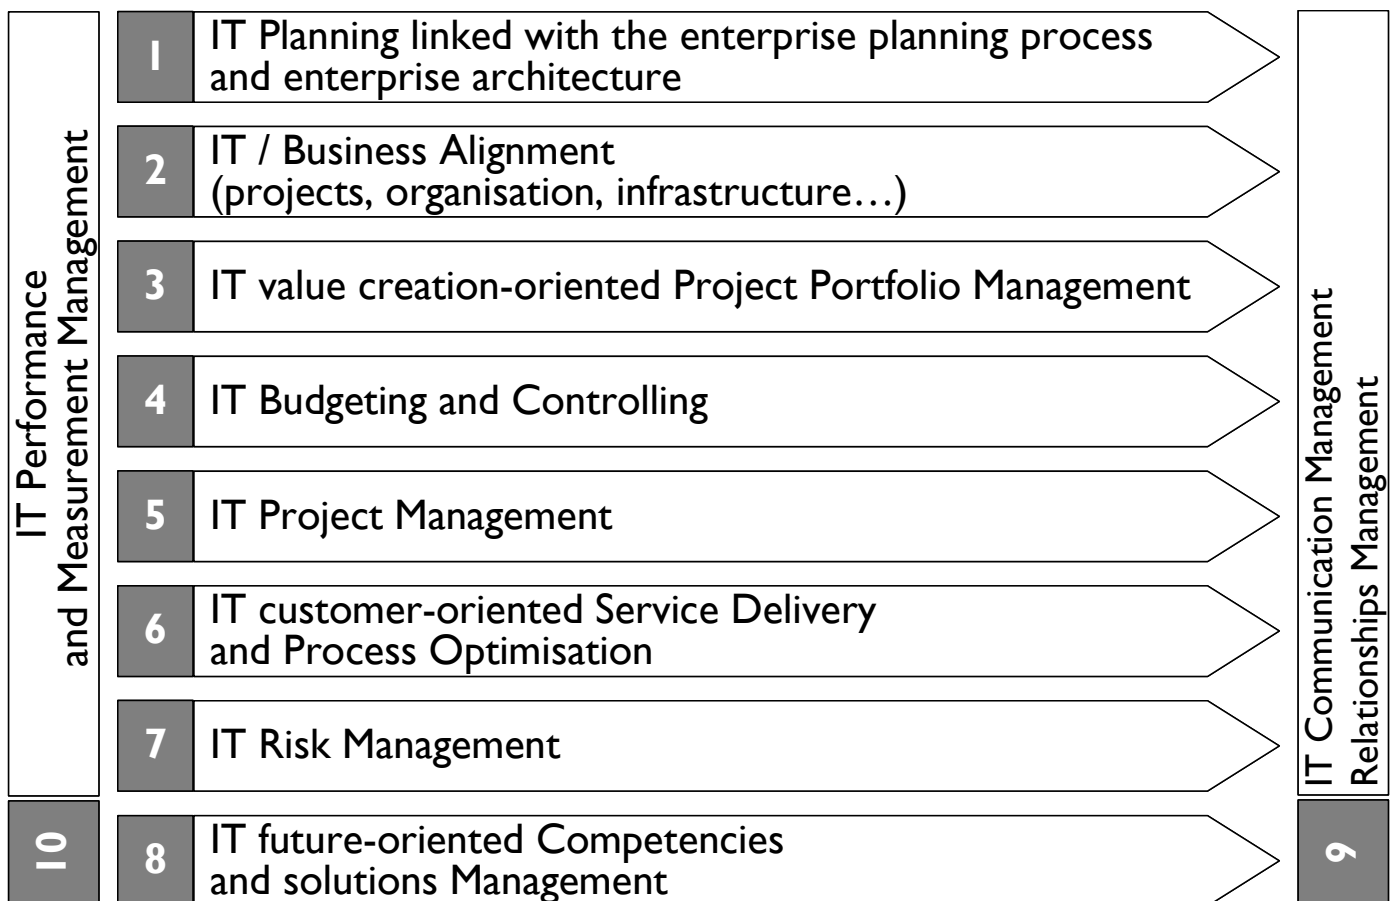 IT Performance
and Measurement Management
10
1
IT Planning linked with the enterprise planning process
and enterprise architecture
2
IT / Business Alignment
(projects, organisation, infrastructure…)
3
IT value creation-oriented Project Portfolio Management
4
IT Budgeting and Controlling
5
IT Project Management
6
IT customer-oriented Service Delivery
and Process Optimisation
7
IT Risk Management
8
IT future-oriented Competencies
and solutions Management
IT Communication Management
Relationships Management
9